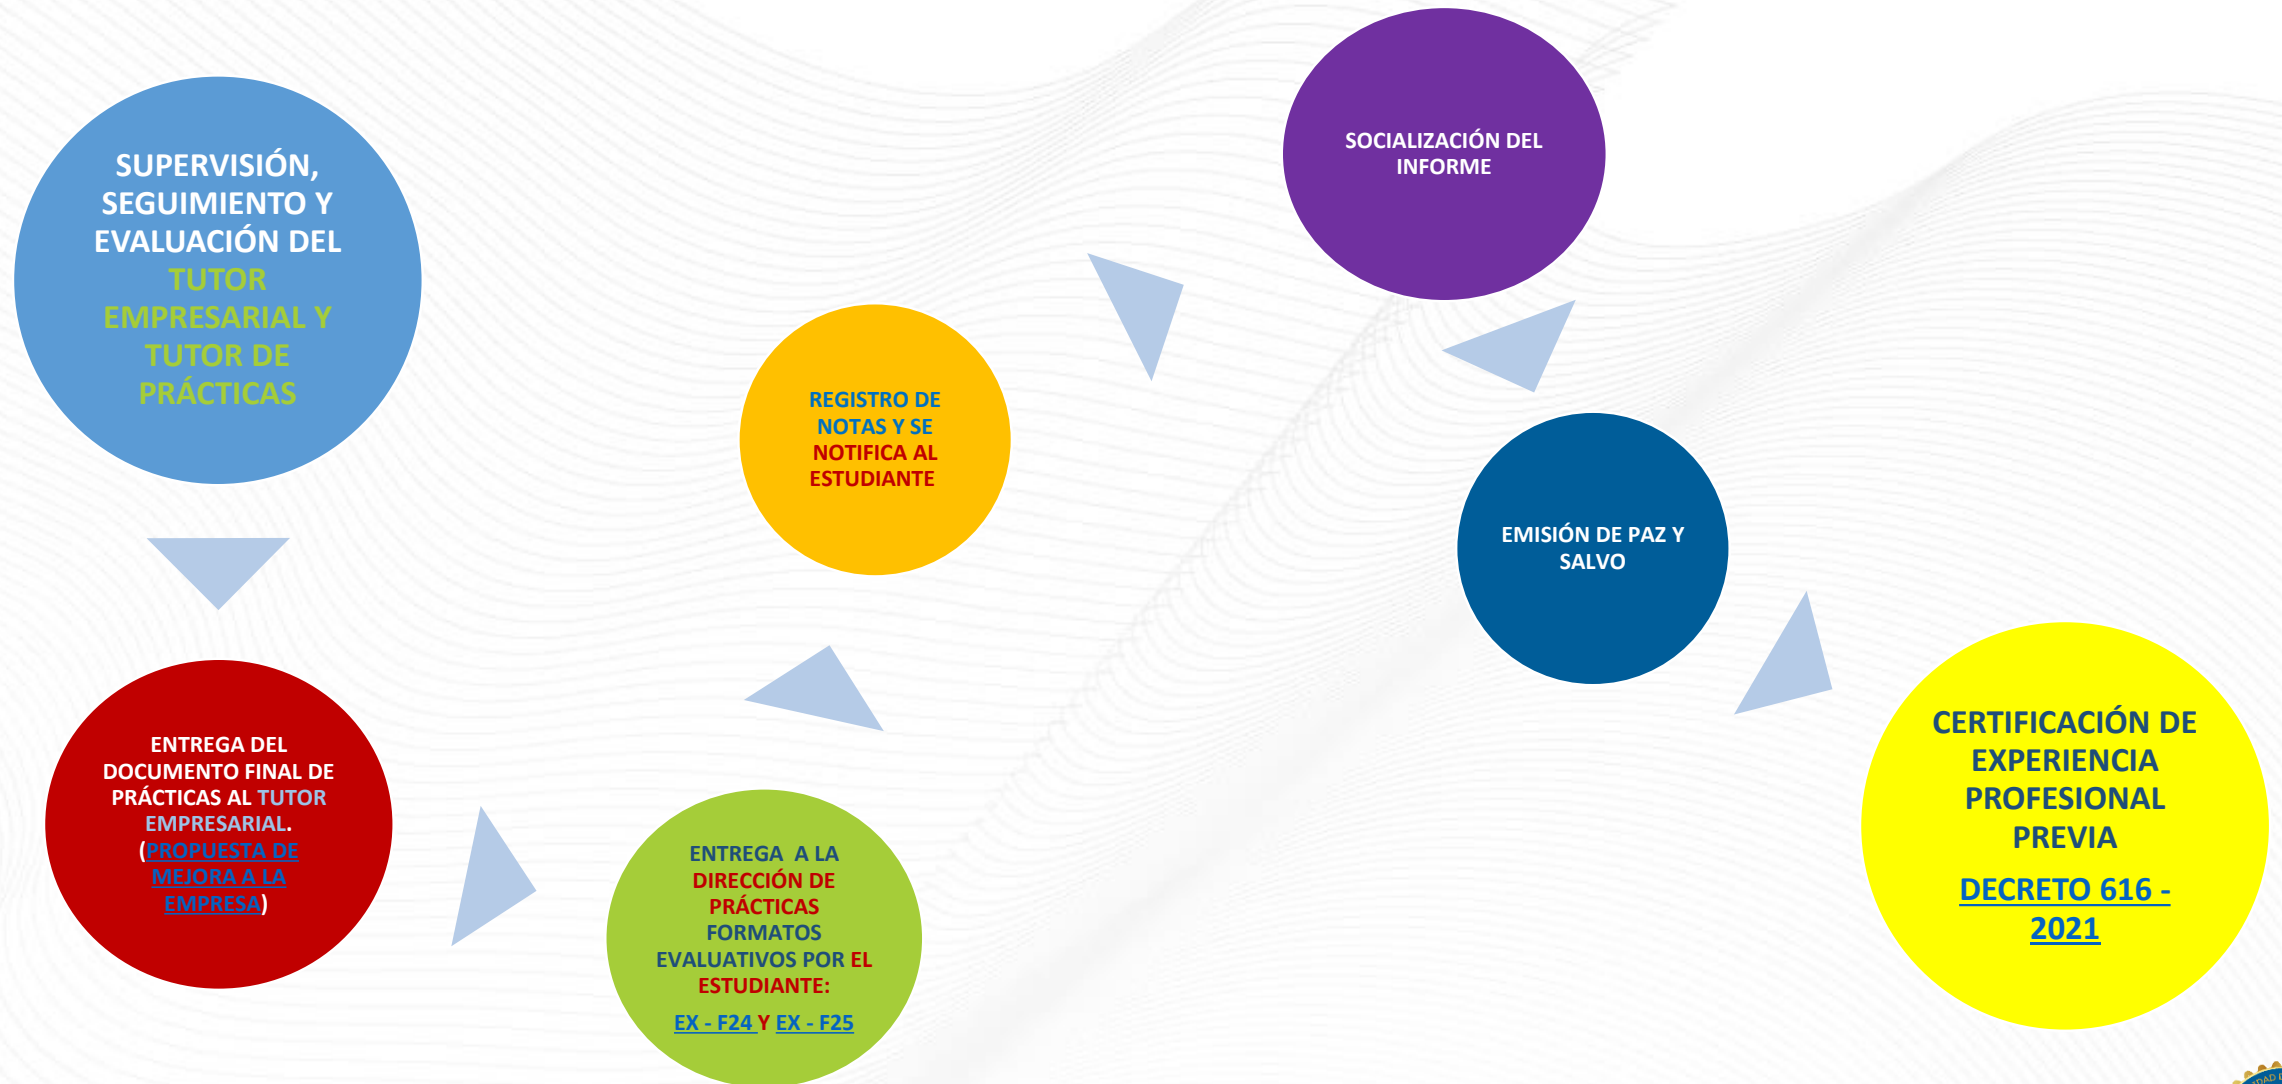 SUPERVISIÓN,
SEGUIMIENTO Y
EVALUACIÓN DEL
TUTOR
EMPRESARIAL Y
TUTOR DE
PRÁCTICAS
ENTREGA DEL
DOCUMENTO FINAL DE
PRÁCTICAS AL TUTOR
EMPRESARIAL.
(PROPUESTA DE
MEJORA A LA
EMPRESA)
ENTREGA A LA
DIRECCIÓN DE
PRÁCTICAS
FORMATOS
EVALUATIVOS POR EL
ESTUDIANTE:
EX - F24 Y EX - F25
REGISTRO DE
NOTAS Y SE
NOTIFICA AL
ESTUDIANTE
SOCIALIZACIÓN DEL
INFORME
EMISIÓN DE PAZ Y
SALVO
CERTIFICACIÓN DE
EXPERIENCIA
PROFESIONAL
PREVIA
DECRETO 616 -
2021